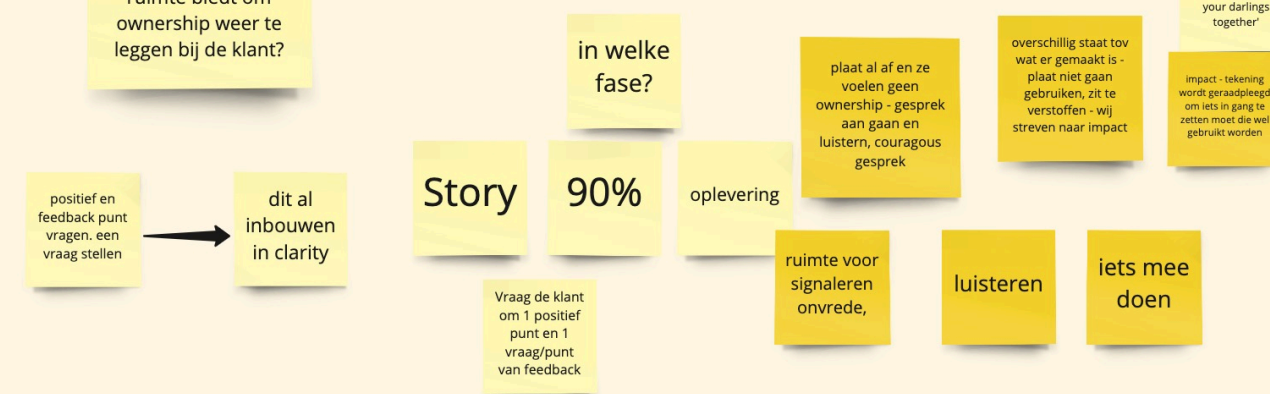 ruimte biedt om
ownership weer te
leggen bij de klant?
in welke
fase?
plaat al af en ze
voelen geen
ownership - gesprek
aan gaan en
luistern, couragous
gesprek
overschillig staat tov
wat er gemaakt is -
plaat niet gaan
gebruiken, zit te
verstoffen - wij
streven naar impact
your darlings
together'
impact - tekening
wordt geraadpleegd
om iets in gang te
zetten moet die wel
gebruikt worden
positief en
feedback punt
vragen. een
vraag stellen
dit al
inbouwen
in clarity
Story
90%
oplevering
ruimte voor
signaleren
onvrede,
luisteren
iets mee
doen
Vraag de klant
om 1 positief
punt en 1
vraag/punt
van feedback